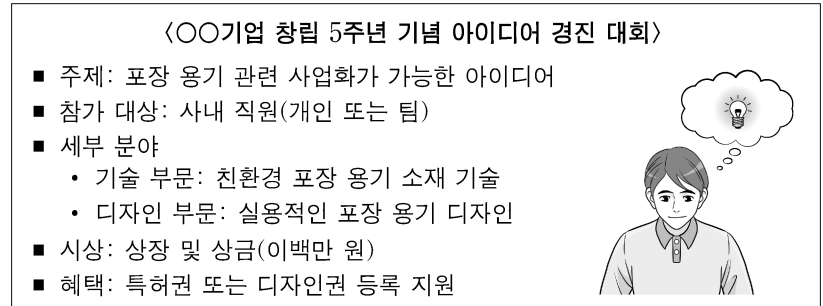 〈○○기업 창립 5주년 기념 아이디어 경진 대회〉
■ 주제: 포장 용기 관련 사업화가 가능한 아이디어
■ 참가 대상: 사내 직원(개인 또는 팀)
■ 세부 분야
• 기술 부문: 친환경 포장 용기 소재 기술
• 디자인 부문: 실용적인 포장 용기 디자인
■ 시상: 상장 및 상금(이백만 원)
■ 혜택: 특허권 또는 디자인권 등록 지원